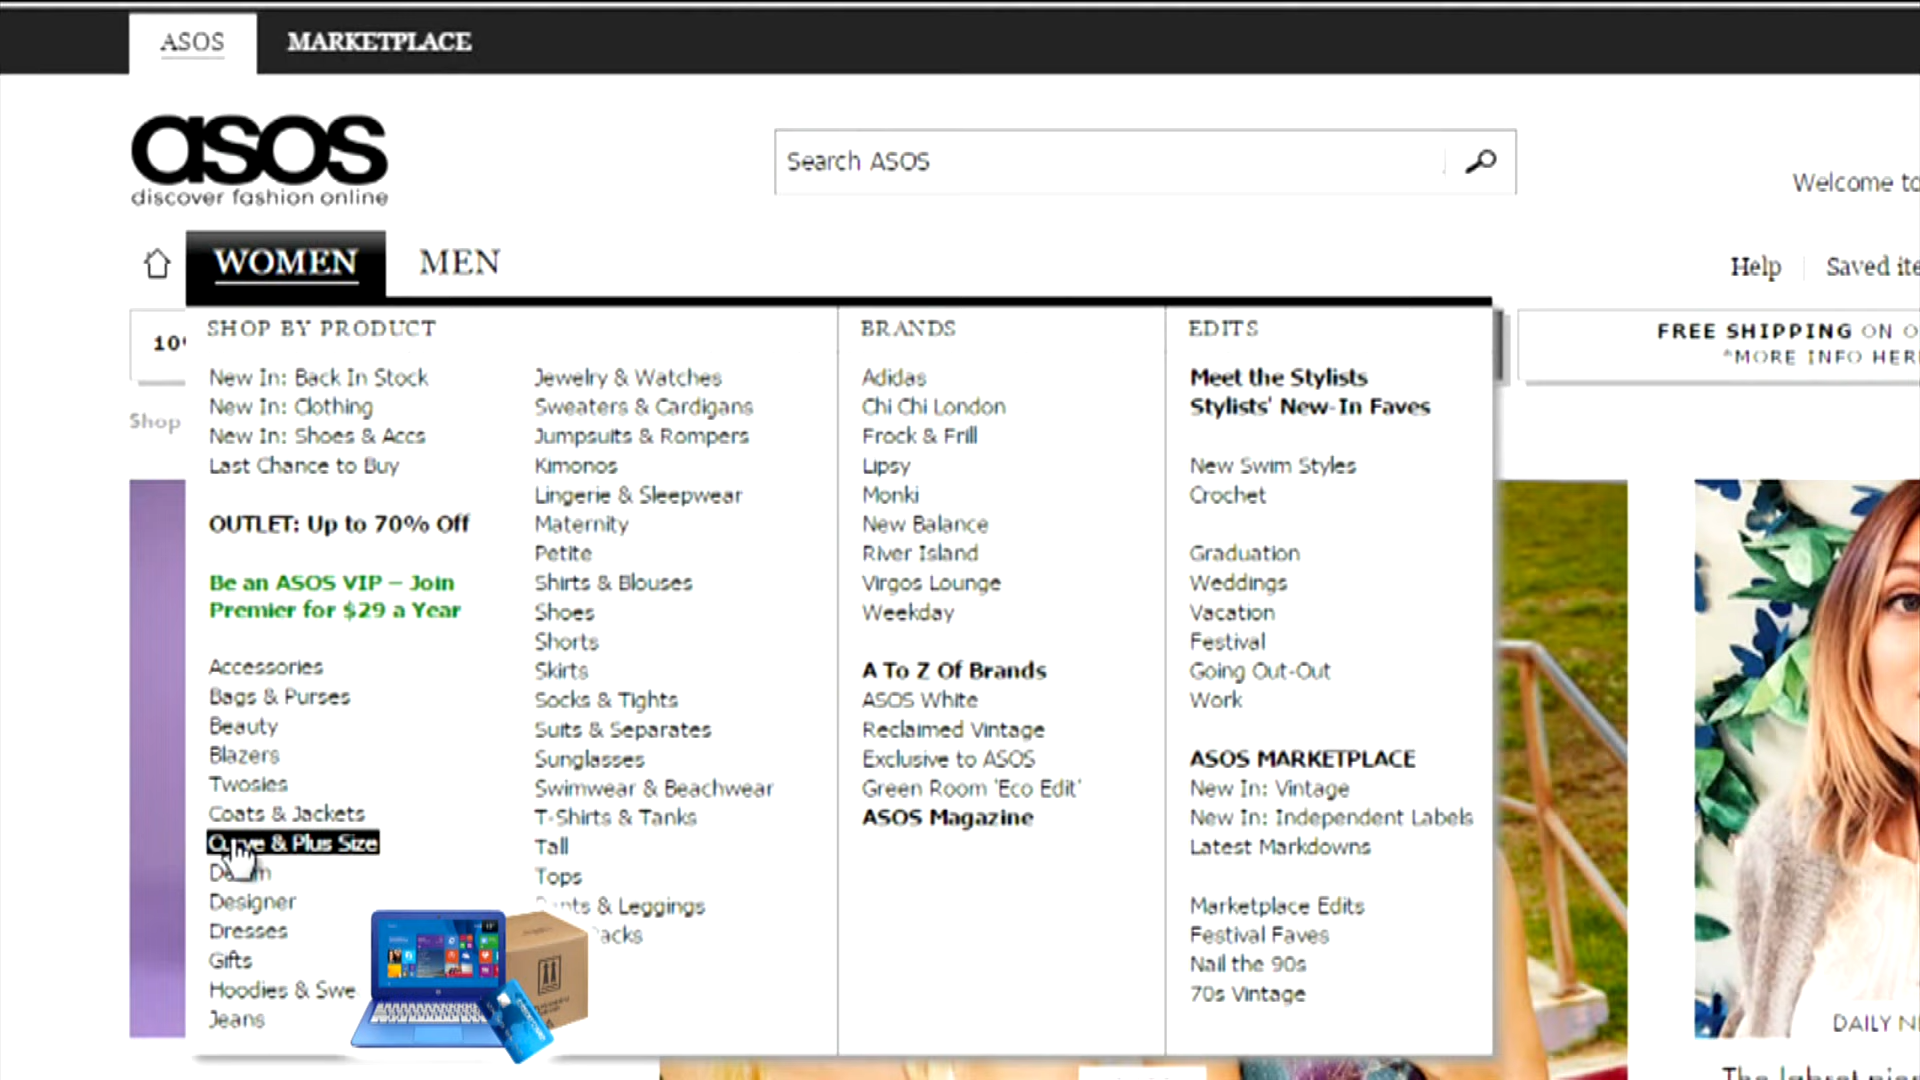 ASOS
MARKETPLACE
asos
discover fashion online
Search ASOS
Welcome to
WOMEN
MEN
Help
Saved
FREE SHIPPING ON
*MORE INFO
Shop
SHOP BY PRODUCT
New In: Back In Stock
New In: Clothing
New In: Shoes & Accs
Last Chance to Buy
OUTLET: Up to 70% Off
Be an ASOS VIP – Join
Premier for $29 a Year
Accessories
Bags & Purses
Beauty
Blazers
Twosies
Coats & Jackets
& Plus Size
Designer
Dresses
Gifts
Hoodies &
Jeans
Jewelry & Watches
Sweaters & Cardigans
Jumpsuits & Rompers
Kimonos
Lingerie & Sleepwear
Maternity
Petite
Shirts & Blouses
Shoes
Shorts
Skirts
Socks & Tights
Suits & Separates
Sunglasses
Swimwear & Beachwear
T-Shirts & Tanks
Tall
Tops
& Leggings
BRANDS
Adidas
Chi Chi London
Frock & Frill
Lipsy
Monki
New Balance
River Island
Virgos Lounge
Weekday
A To Z Of Brands
ASOS White
Reclaimed Vintage
Exclusive to ASOS
Green Room 'Eco Edit'
ASOS Magazine
EDITS
Meet the Stylists
Stylists' New-In Faves
New Swim Styles
Crochet
Graduation
Weddings
Vacation
Festival
Going Out-Out
Work
ASOS MARKETPLACE
New In: Vintage
New In: Independent Labels
Latest Markdowns
Marketplace Edits
Festival Faves
Nail the 90s
70s Vintage
DAILY